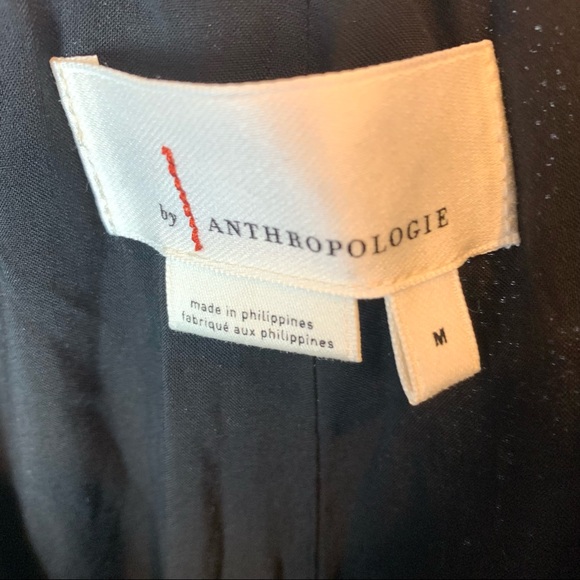 by ANTHROPOLOGIE
made in philippines
fabriqué aux philippines
M